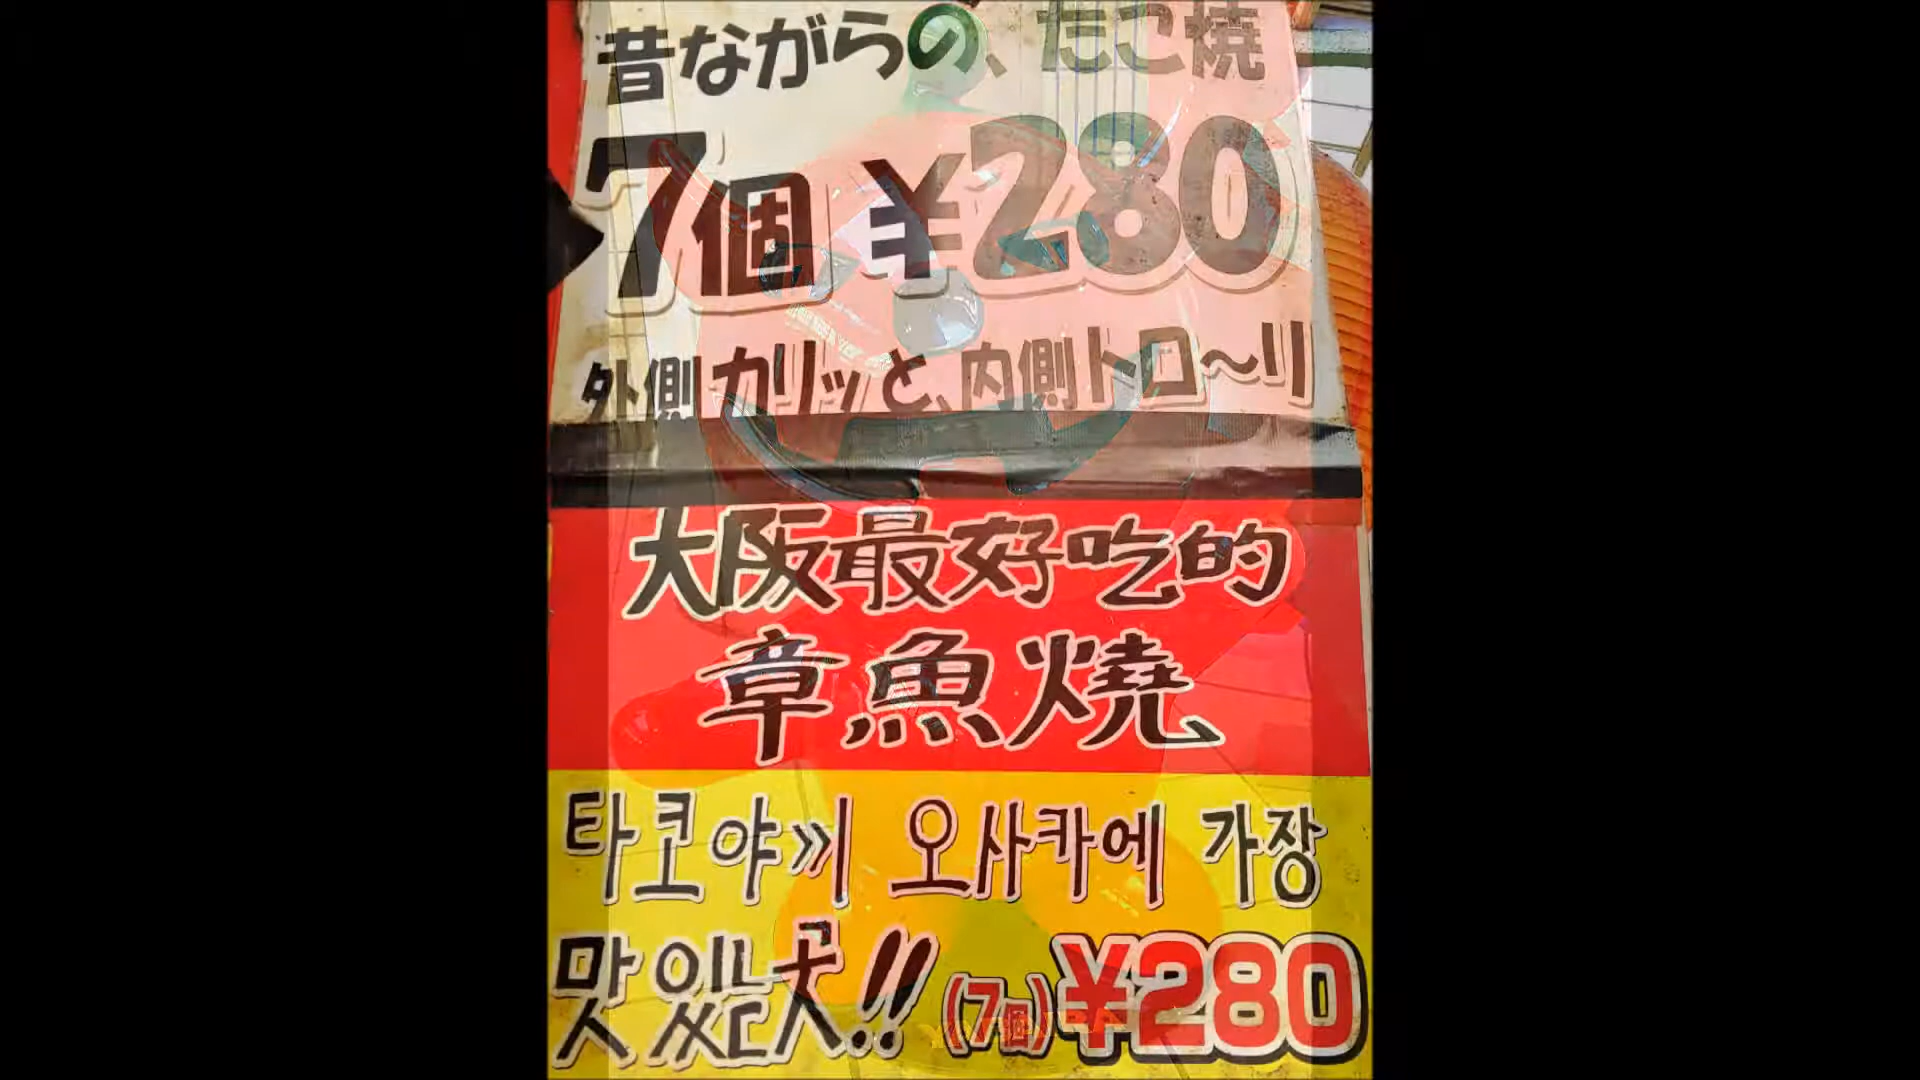 昔ながらの、たこ焼
7個 ¥280
外側カリッと、内側トロ～リ
大阪最好吃的
章魚燒
타코야끼 오사카에 가장
맛있는곳!! (7個)¥280